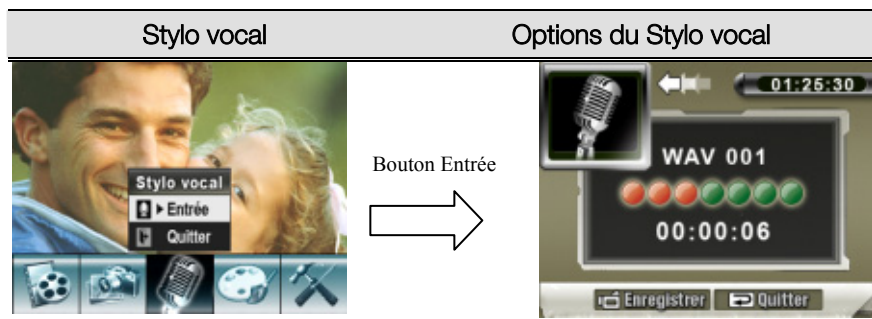 Stylo vocal
Options du Stylo vocal
Stylo vocal
Entrée
Quitter
Bouton Entrée
01:25:30
WAV 001
00:00:06
Enregistrer Quitter